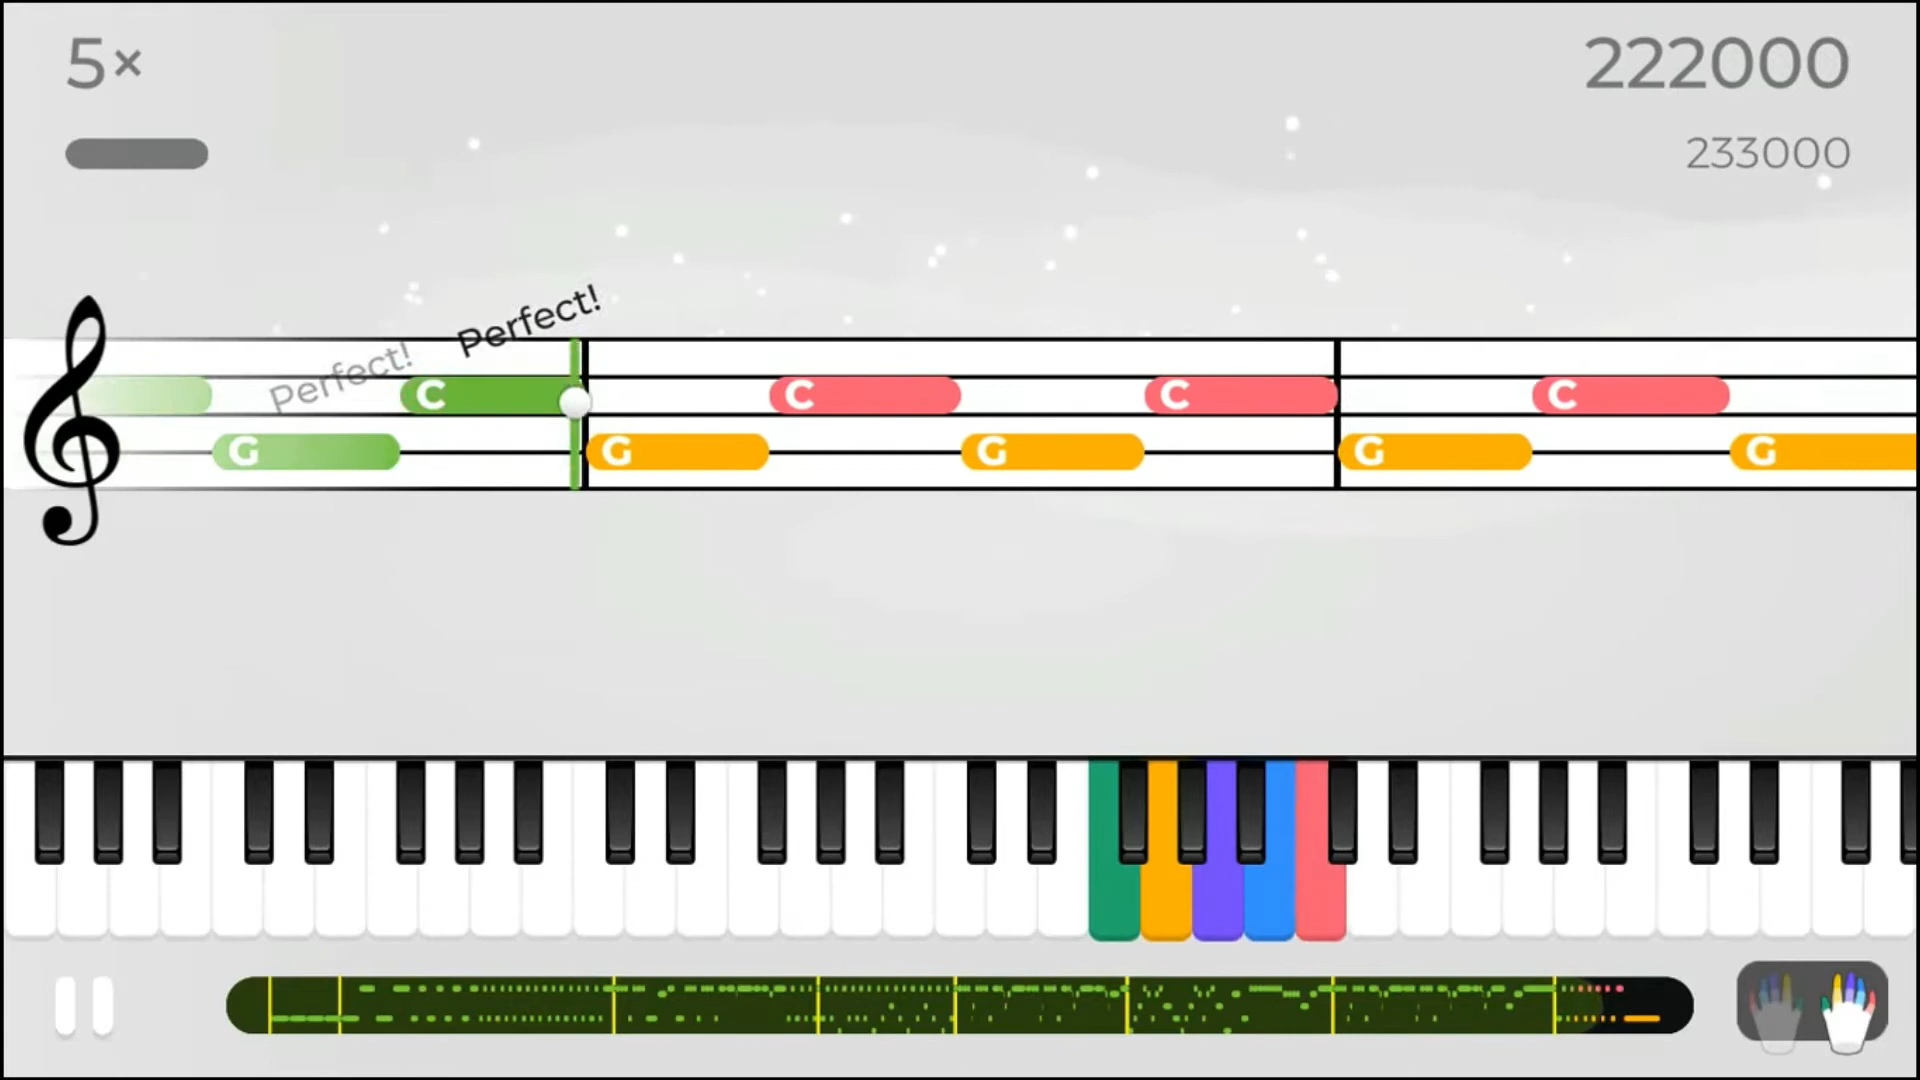 5×
222000
233000
Perfect!
Perfect!
C C C C
G G G G G